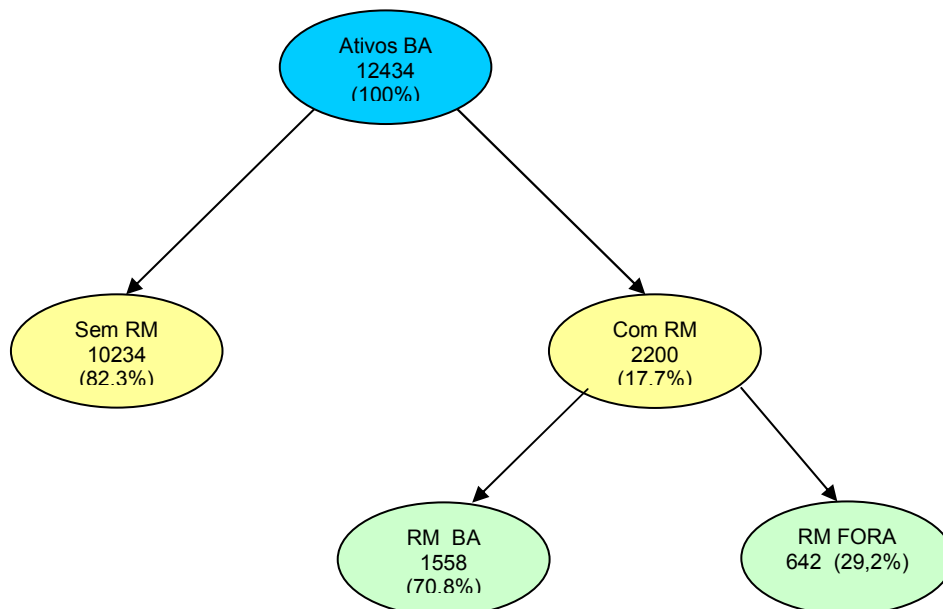 Ativos BA
12434
(100%)
Sem RM
10234
(82.3%)
Com RM
2200
(17.7%)
RM BA
1558
(70.8%)
RM FORA
642 (29,2%)